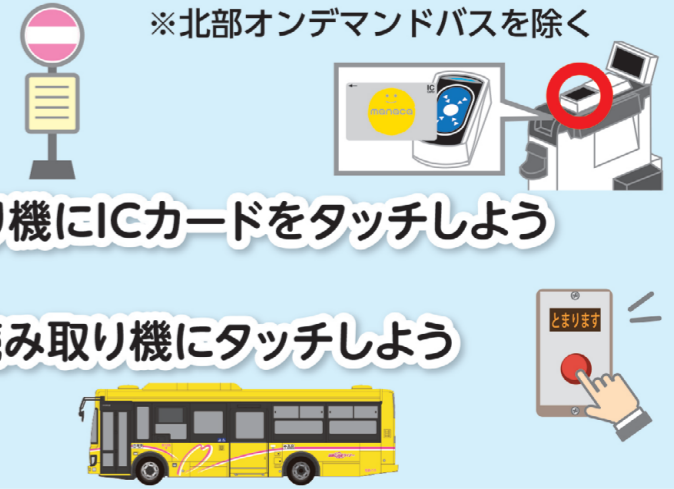 ※北部オンデマンドバスを除く
IC
manaca
り機にICカードをタッチしよう
とまります
み取り機にタッチしよう